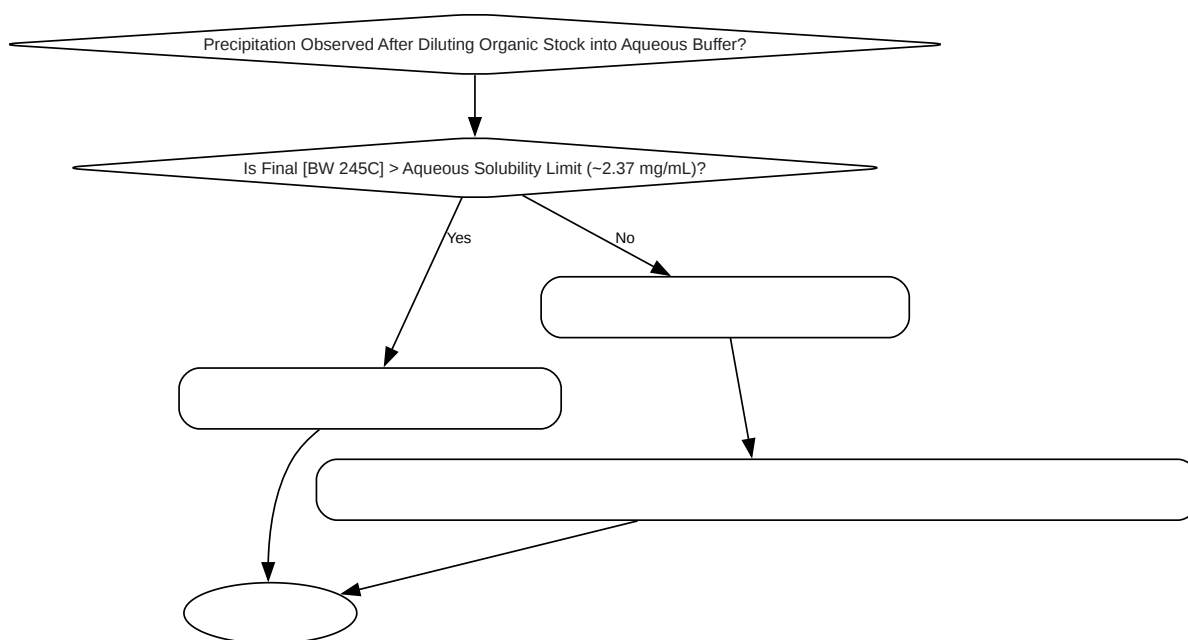 Precipitation Observed After Diluting Organic Stock into Aqueous Buffer?
Is Final [BW 245C] > Aqueous Solubility Limit (~2.37 mg/mL)?
Yes
No